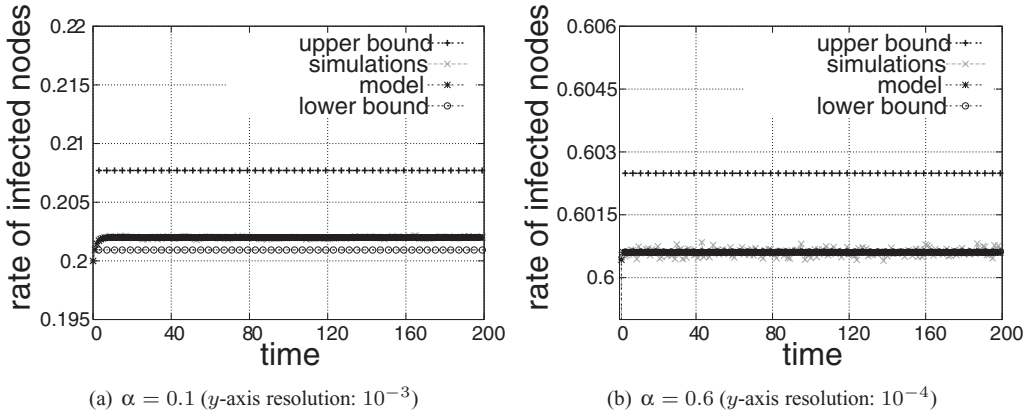 rate of infected nodes
0.22
0.215
0.21
0.205
0.2
0.195
upper bound
simulations
model
lower bound
0 40 80 120 160 200
time
(a) α = 0.1 (y-axis resolution: 10⁻³)
rate of infected nodes
0.606
0.6045
0.603
0.6015
0.6
upper bound
simulations
model
lower bound
0 40 80 120 160 200
time
(b) α = 0.6 (y-axis resolution: 10⁻⁴)